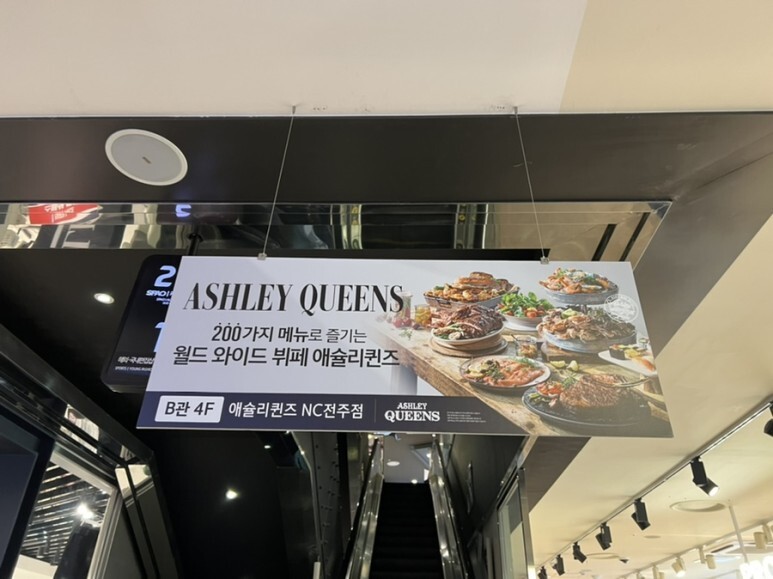 ASHLEY QUEENS
200가지 메뉴로 즐기는
월드 와이드 뷔페 애슐리퀸즈
B관 4F
애슐리퀸즈 NC전주점
ASHLEY
QUEENS